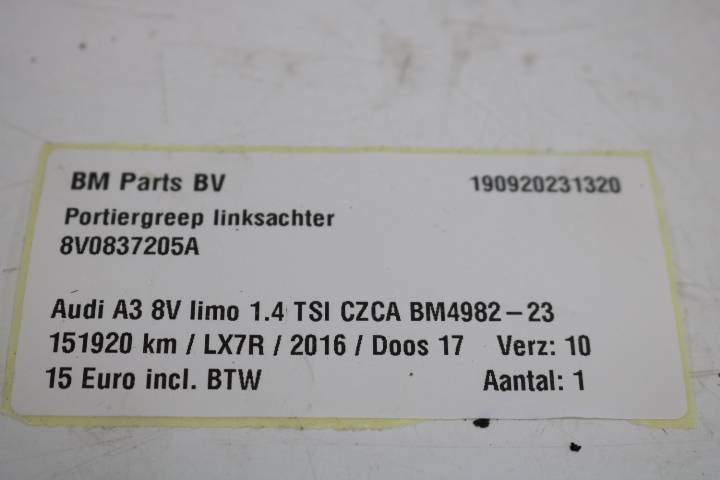 BM Parts BV 190920231320
Portiergreep linksachter
8V0837205A
Audi A3 8V limo 1.4 TSI CZCA BM4982-23
151920 km / LX7R / 2016 / Doos 17 Verz: 10
15 Euro incl. BTW Aantal: 1